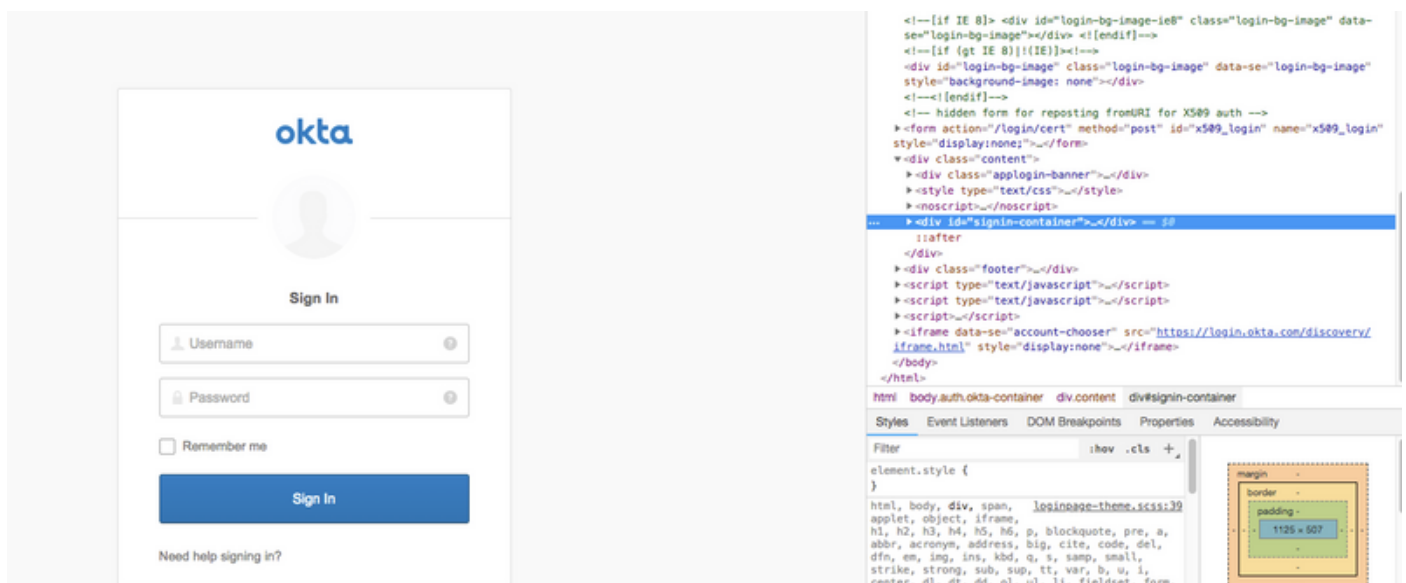 okta
Sign In
Username
Password
Remember me
Sign In
Need help signing in?
<!--[if IE 8]> <div id="login-bg-image-ie8" class="login-bg-image" data-
se="login-bg-image"></div> <![endif]-->
<!--[if (gt IE 8)|!(IE)]><!-->
<div id="login-bg-image" class="login-bg-image" data-se="login-bg-image"
style="background-image: none"></div>
<!--<![endif]-->
<!-- hidden form for reposting fromURI for X509 auth -->
▶<form action="/login/cert" method="post" id="x509_login" name="x509_login"
style="display:none;">…</form>
▼<div class="content">
▶<div class="applogin-banner">…</div>
▶<style type="text/css">…</style>
▶<noscript>…</noscript>
... ▶<div id="signin-container">…</div> == $0
::after
</div>
▶<div class="footer">…</div>
▶<script type="text/javascript">…</script>
▶<script type="text/javascript">…</script>
▶<script>…</script>
▶<iframe data-se="account-chooser" src="https://login.okta.com/discovery/
iframe.html" style="display:none">…</iframe>
</body>
</html>
html body.auth.okta-container div.content div#signin-container
Styles Event Listeners DOM Breakpoints Properties Accessibility
Filter :hov .cls +
element.style {
}
html, body, div, span, loginpage-theme.scss:39
applet, object, iframe,
h1, h2, h3, h4, h5, h6, p, blockquote, pre, a,
abbr, acronym, address, big, cite, code, del,
dfn, em, img, ins, kbd, q, s, samp, small,
strike, strong, sub, sup, tt, var, b, u, i,
center, dl, dt, dd, ol, ul, li, fieldset, form,
margin -
border -
padding -
1125 × 507